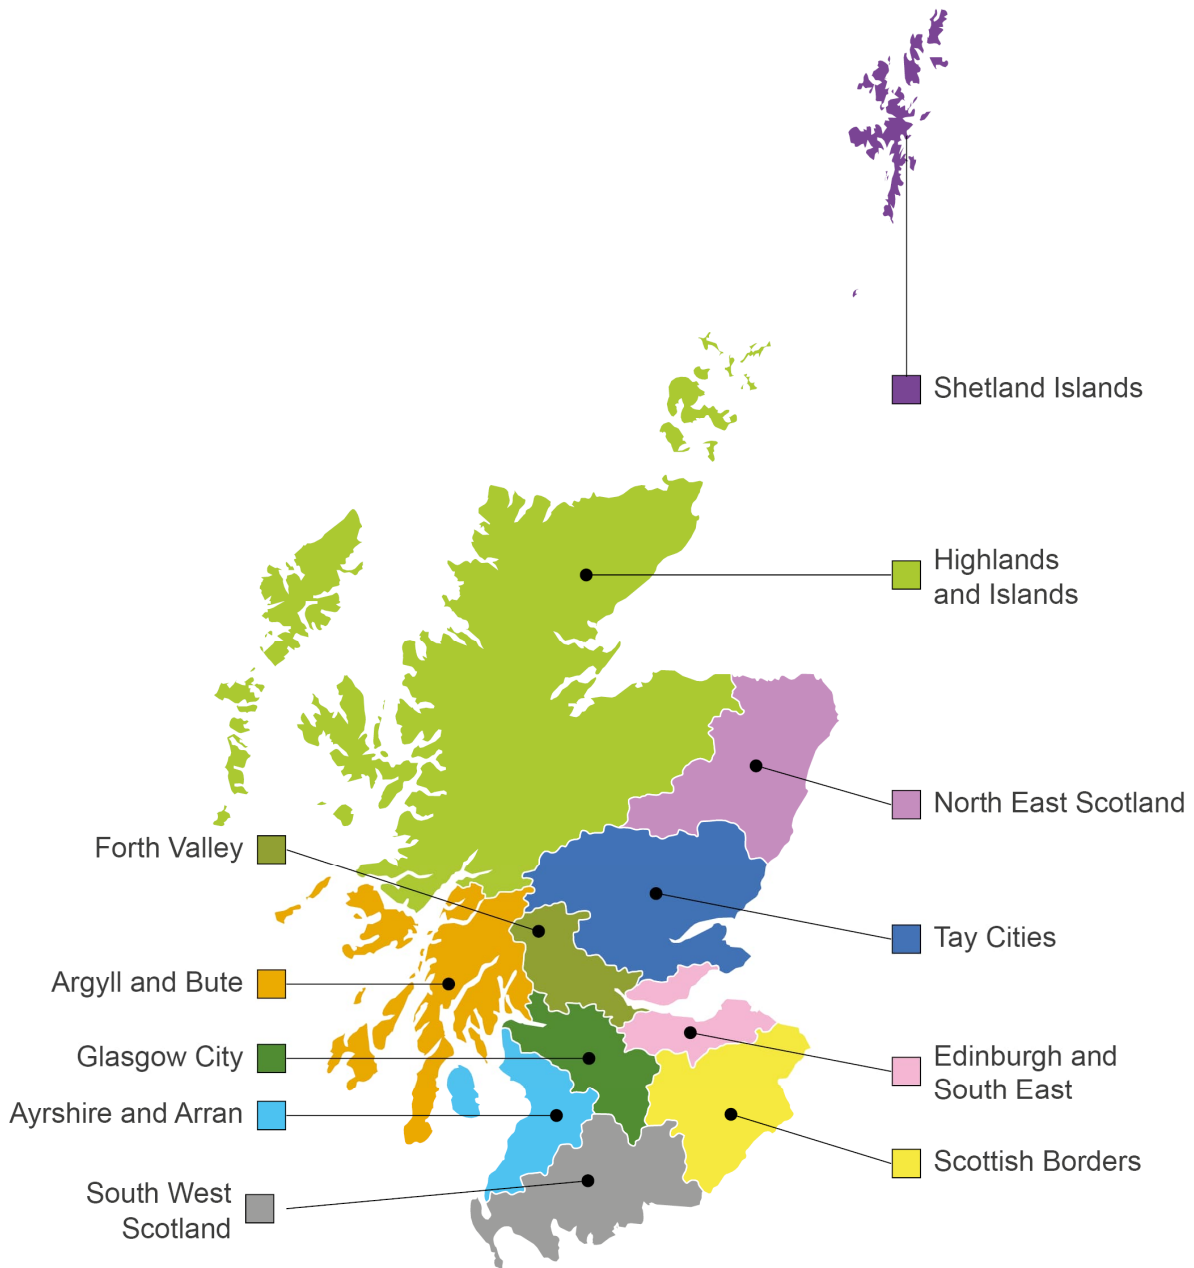 Shetland Islands
Highlands
and Islands
North East Scotland
Forth Valley
Tay Cities
Argyll and Bute
Glasgow City
Edinburgh and
South East
Ayrshire and Arran
Scottish Borders
South West
Scotland